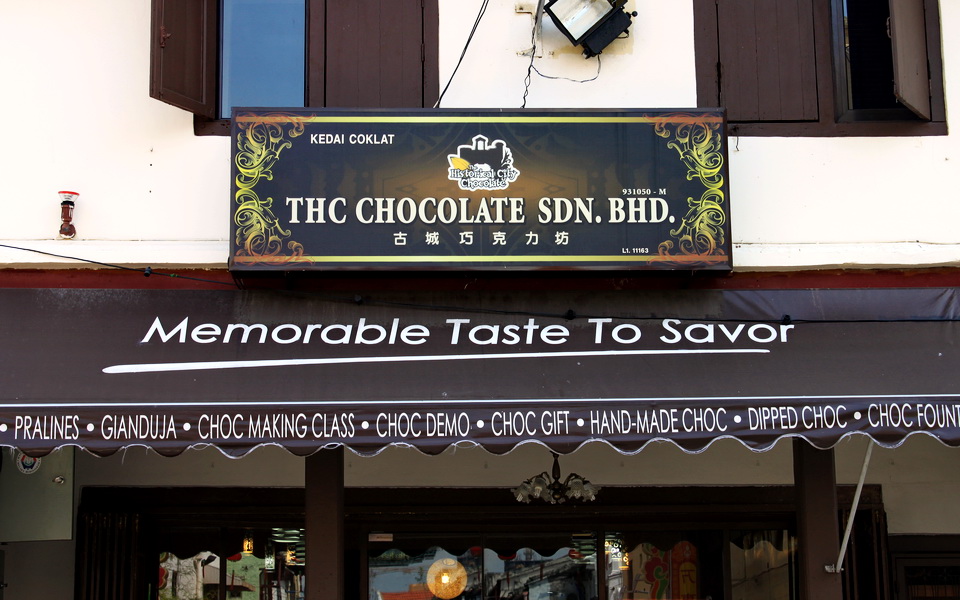 KEDAI COKLAT
The
Historical City
Chocolate
931050 - M
THC CHOCOLATE SDN. BHD.
古城巧克力坊
L1. 11163
Memorable Taste To Savor
• PRALINES • GIANDUJA • CHOC MAKING CLASS • CHOC DEMO • CHOC GIFT • HAND-MADE CHOC • DIPPED CHOC • CHOC FOUNT